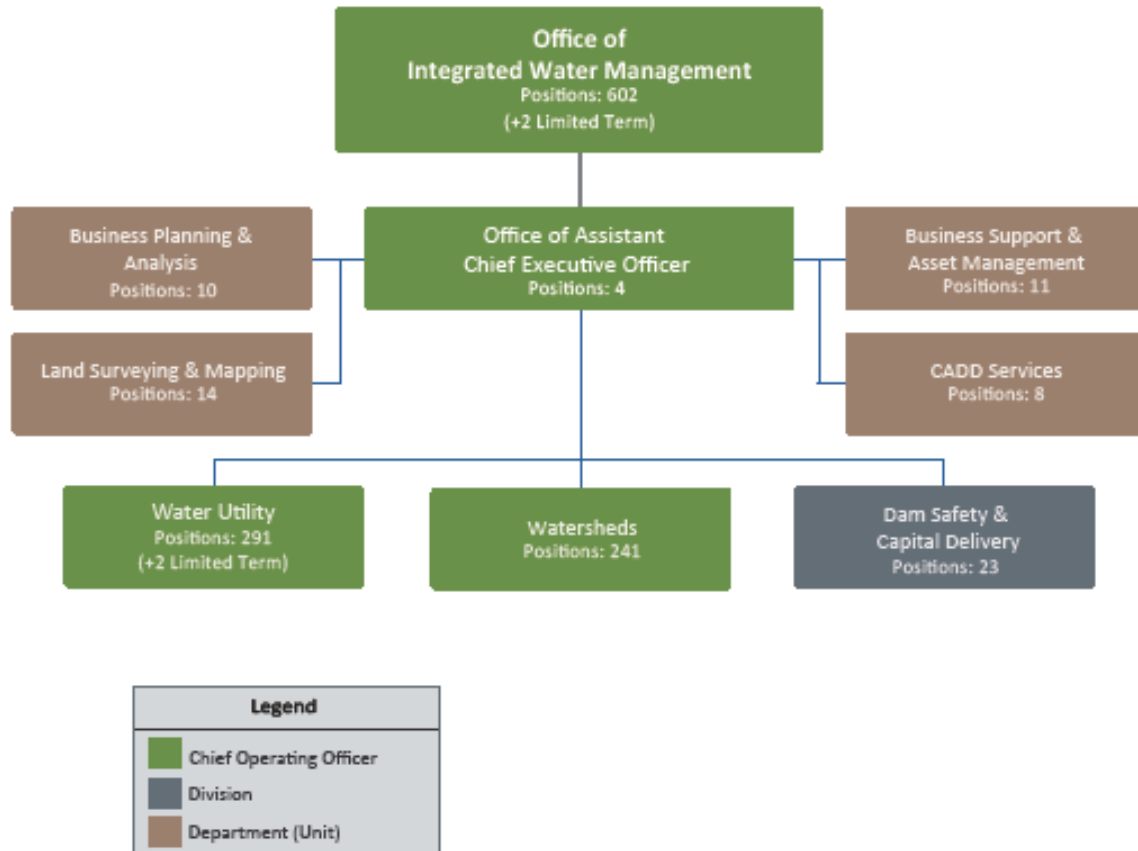 Office of
Integrated Water Management
Positions: 602
(+2 Limited Term)
Business Planning &
Analysis
Positions: 10
Office of Assistant
Chief Executive Officer
Positions: 4
Business Support &
Asset Management
Positions: 11
Land Surveying & Mapping
Positions: 14
CADD Services
Positions: 8
Water Utility
Positions: 291
(+2 Limited Term)
Watersheds
Positions: 241
Dam Safety &
Capital Delivery
Positions: 23
Legend
Chief Operating Officer
Division
Department (Unit)